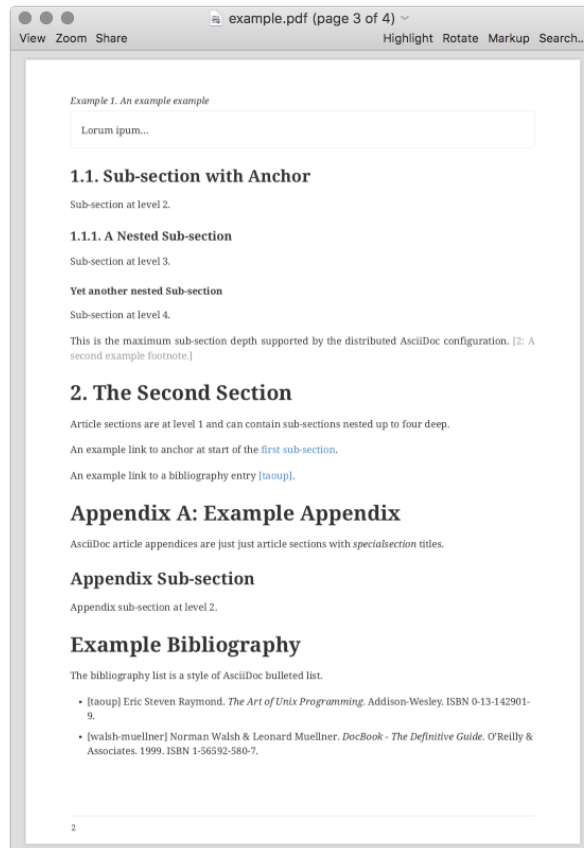 example.pdf (page 3 of 4)
View Zoom Share Highlight Rotate Markup Search...
Example 1. An example example
Lorum ipum...
1.1. Sub-section with Anchor
Sub-section at level 2.
1.1.1. A Nested Sub-section
Sub-section at level 3.
Yet another nested Sub-section
Sub-section at level 4.
This is the maximum sub-section depth supported by the distributed AsciiDoc configuration. [2: A
second example footnote.]
2. The Second Section
Article sections are at level 1 and can contain sub-sections nested up to four deep.
An example link to anchor at start of the first sub-section.
An example link to a bibliography entry [taoup].
Appendix A: Example Appendix
AsciiDoc article appendices are just just article sections with specialsection titles.
Appendix Sub-section
Appendix sub-section at level 2.
Example Bibliography
The bibliography list is a style of AsciiDoc bulleted list.
• [taoup] Eric Steven Raymond. The Art of Unix Programming. Addison-Wesley. ISBN 0-13-142901-
9.
• [walsh-muellner] Norman Walsh & Leonard Muellner. DocBook - The Definitive Guide. O'Reilly &
Associates. 1999. ISBN 1-56592-580-7.
2